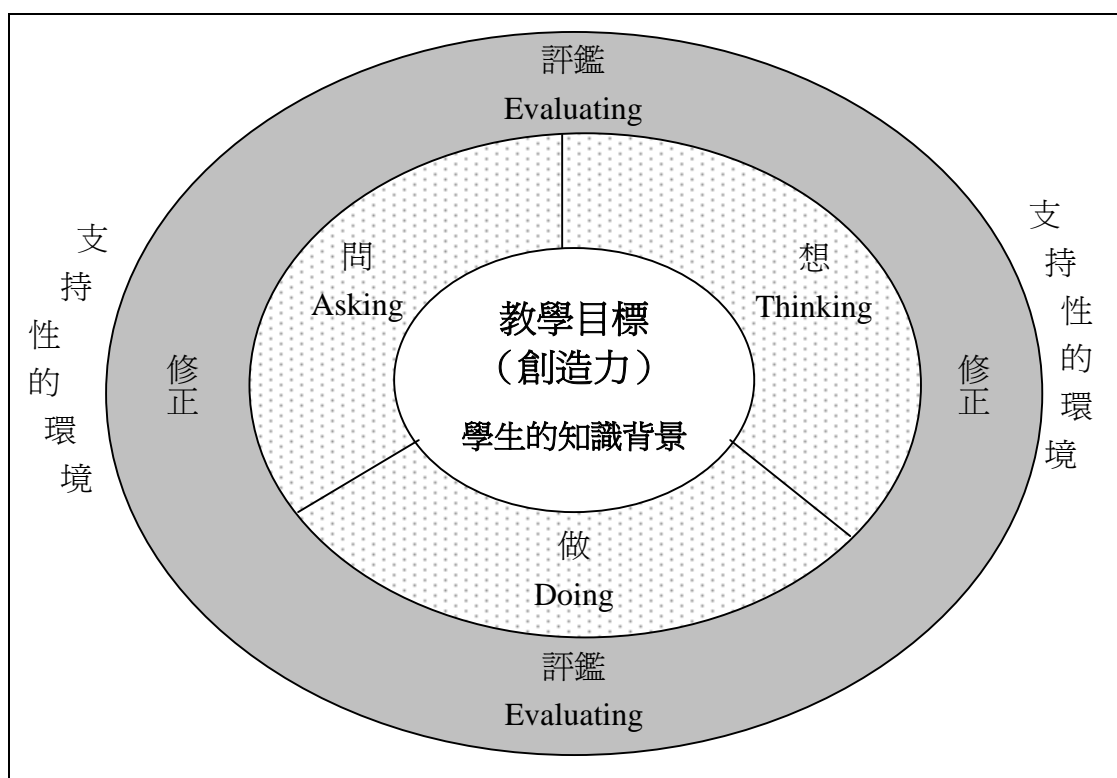 評鑑
Evaluating
支持性的環境
問
Asking
想
Thinking
支持性的環境
教學目標
（創造力）
學生的知識背景
修正
修正
做
Doing
評鑑
Evaluating